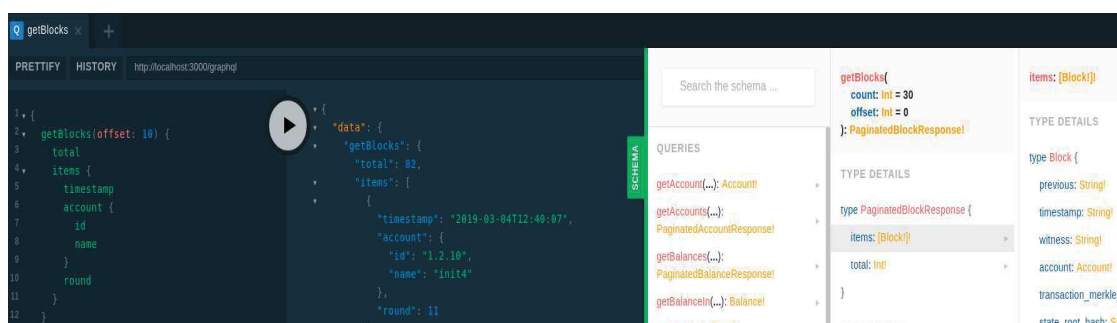 getBlocks
PRETTIFY HISTORY http://localhost:3000/graphql
1 {
2 getBlocks(offset: 10) {
3 total
4 items {
5 timestamp
6 account {
7 id
8 name
9 }
10 round
11 }
12 }
{
"data": {
"getBlocks": {
"total": 82,
"items": [
{
"timestamp": "2019-03-04T12:40:07",
"account": {
"id": "1.2.10",
"name": "init4"
},
"round": 11
SCHEMA
Search the schema ...
QUERIES
getAccount(...): Account!
getAccounts(...):
PaginatedAccountResponse!
getBalances(...):
PaginatedBalanceResponse!
getBalanceIn(...): Balance!
getBlocks(
count: Int = 30
offset: Int = 0
): PaginatedBlockResponse!
TYPE DETAILS
type PaginatedBlockResponse {
items: [Block!]!
total: Int!
}
items: [Block!]!
TYPE DETAILS
type Block {
previous: String!
timestamp: String!
witness: String!
account: Account!
transaction_merkle
state_root_hash: S